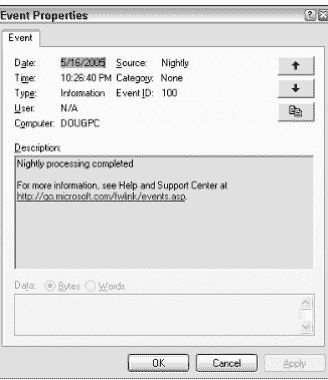 Event Properties
Event
Date: 5/16/2005 Source: Nightly
Time: 10:26:40 PM Category: None
Type: Information Event ID: 100
User: N/A
Computer: DOUGPC
Description:
Nightly processing completed
For more information, see Help and Support Center at
http://go.microsoft.com/fwlink/events.asp.
Data: Bytes Words
OK Cancel Apply